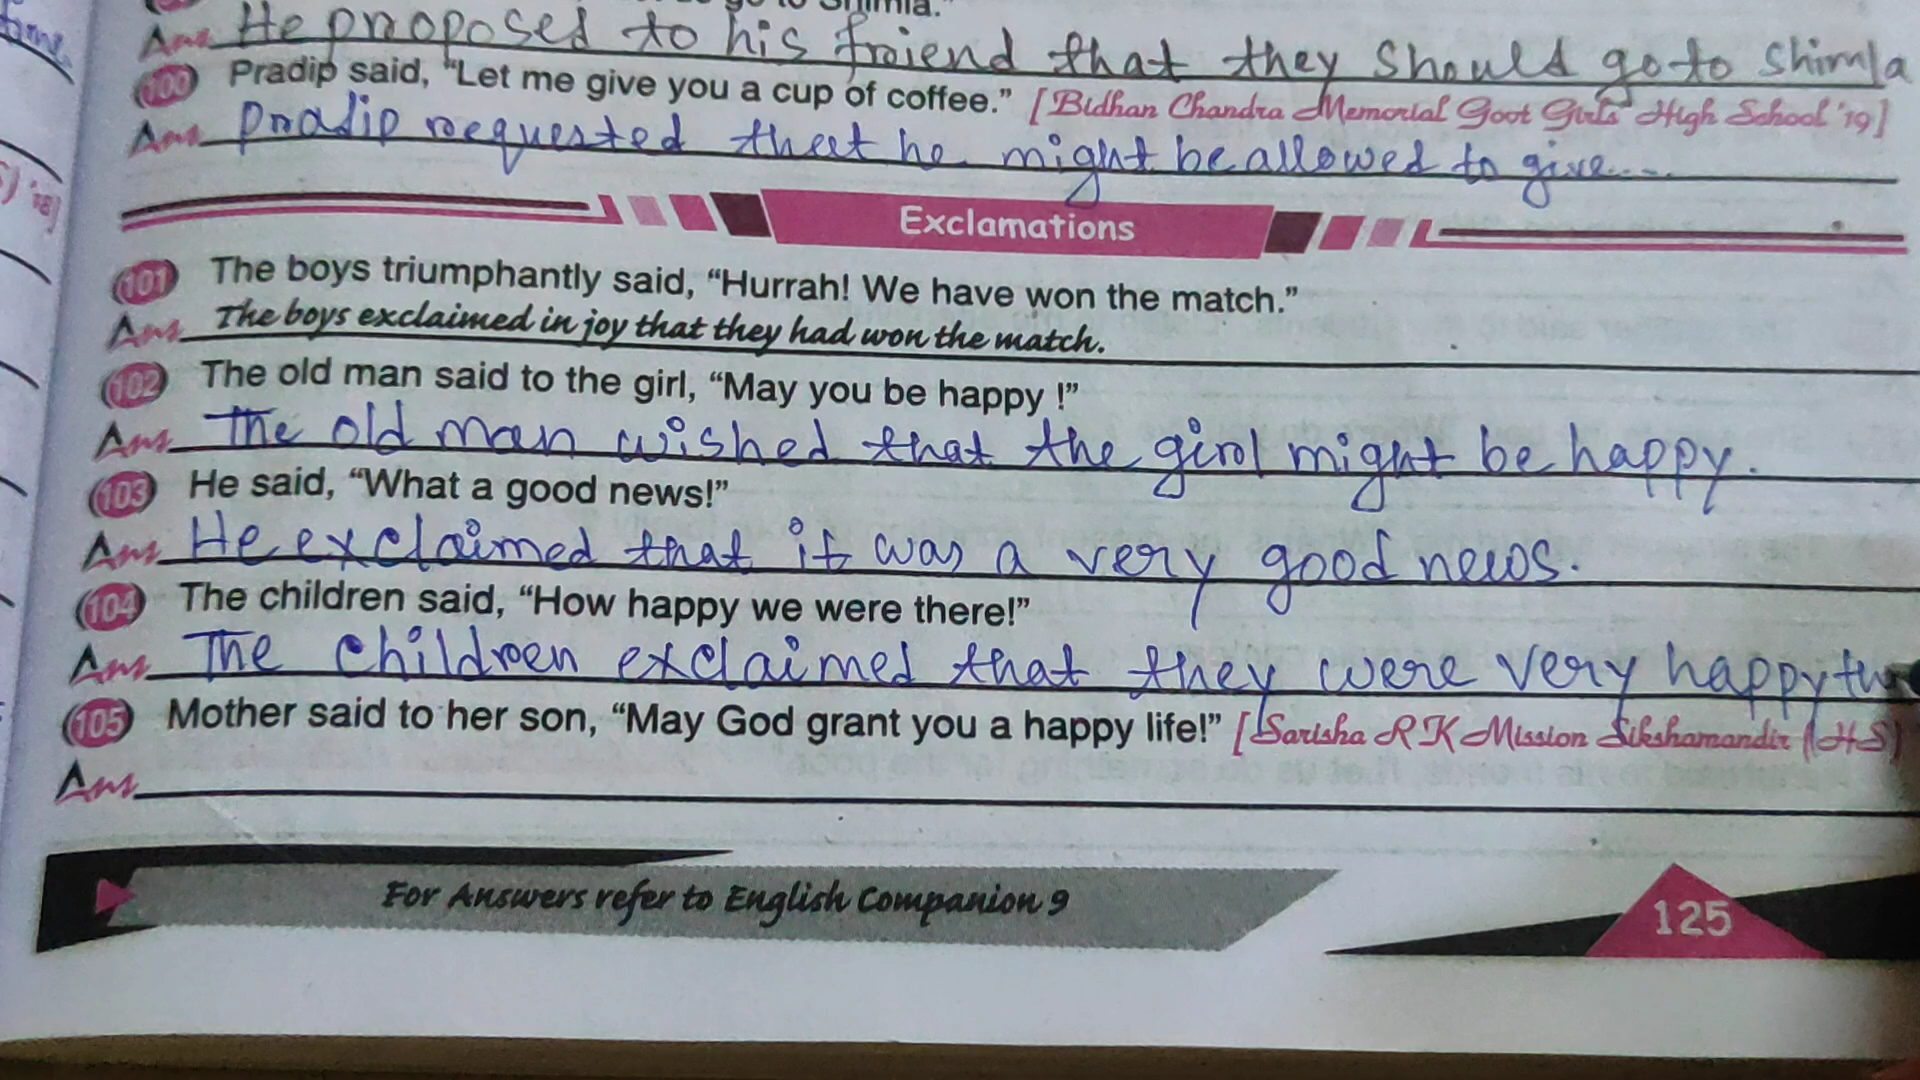 Shimla."
Ans He proposed to his friend that they should go to Shimla
100 Pradip said, "Let me give you a cup of coffee." [Bidhan Chandra Memorial Govt Girls' High School '19]
Ans Pradip requested that he might be allowed to give....
'18]
Exclamations
101 The boys triumphantly said, "Hurrah! We have won the match."
Ans The boys exclaimed in joy that they had won the match.
102 The old man said to the girl, "May you be happy !"
Ans The old man wished that the girl might be happy.
103 He said, "What a good news!"
Ans He exclaimed that it was a very good news.
104 The children said, "How happy we were there!"
Ans The children exclaimed that they were very happy
105 Mother said to her son, "May God grant you a happy life!" [Sarisha R K Mission Sikshamandir (HS)
Ans
For Answers refer to English Companion 9
125